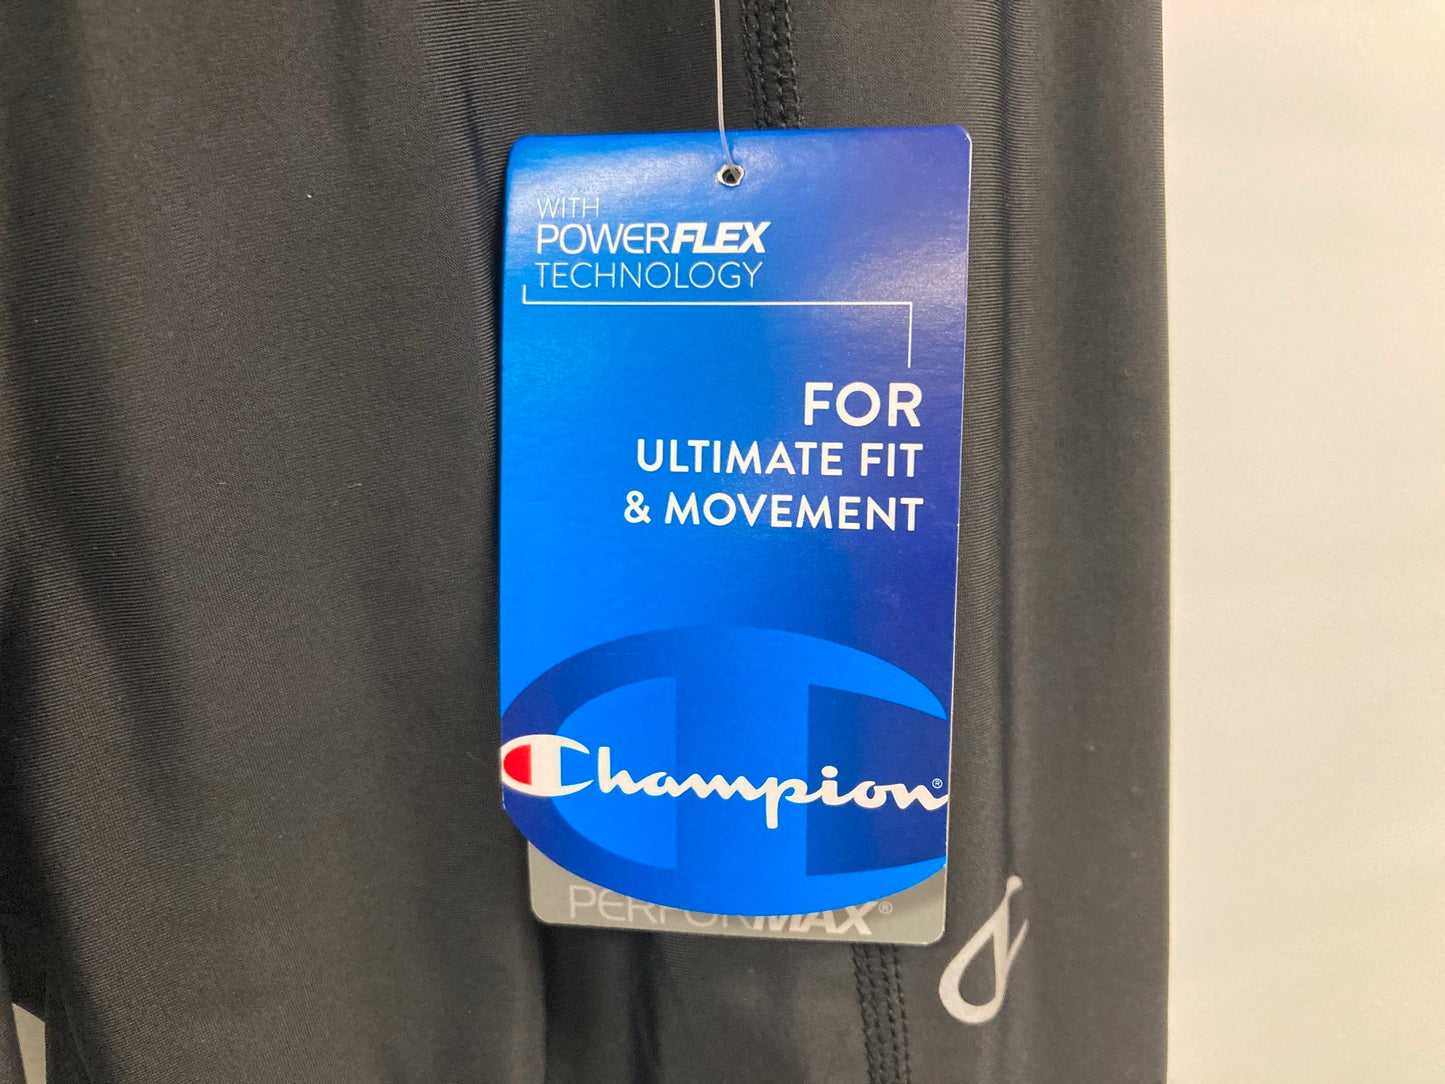 WITH
POWERFLEX
TECHNOLOGY
FOR
ULTIMATE FIT
& MOVEMENT
Champion®
PERFORMAX®